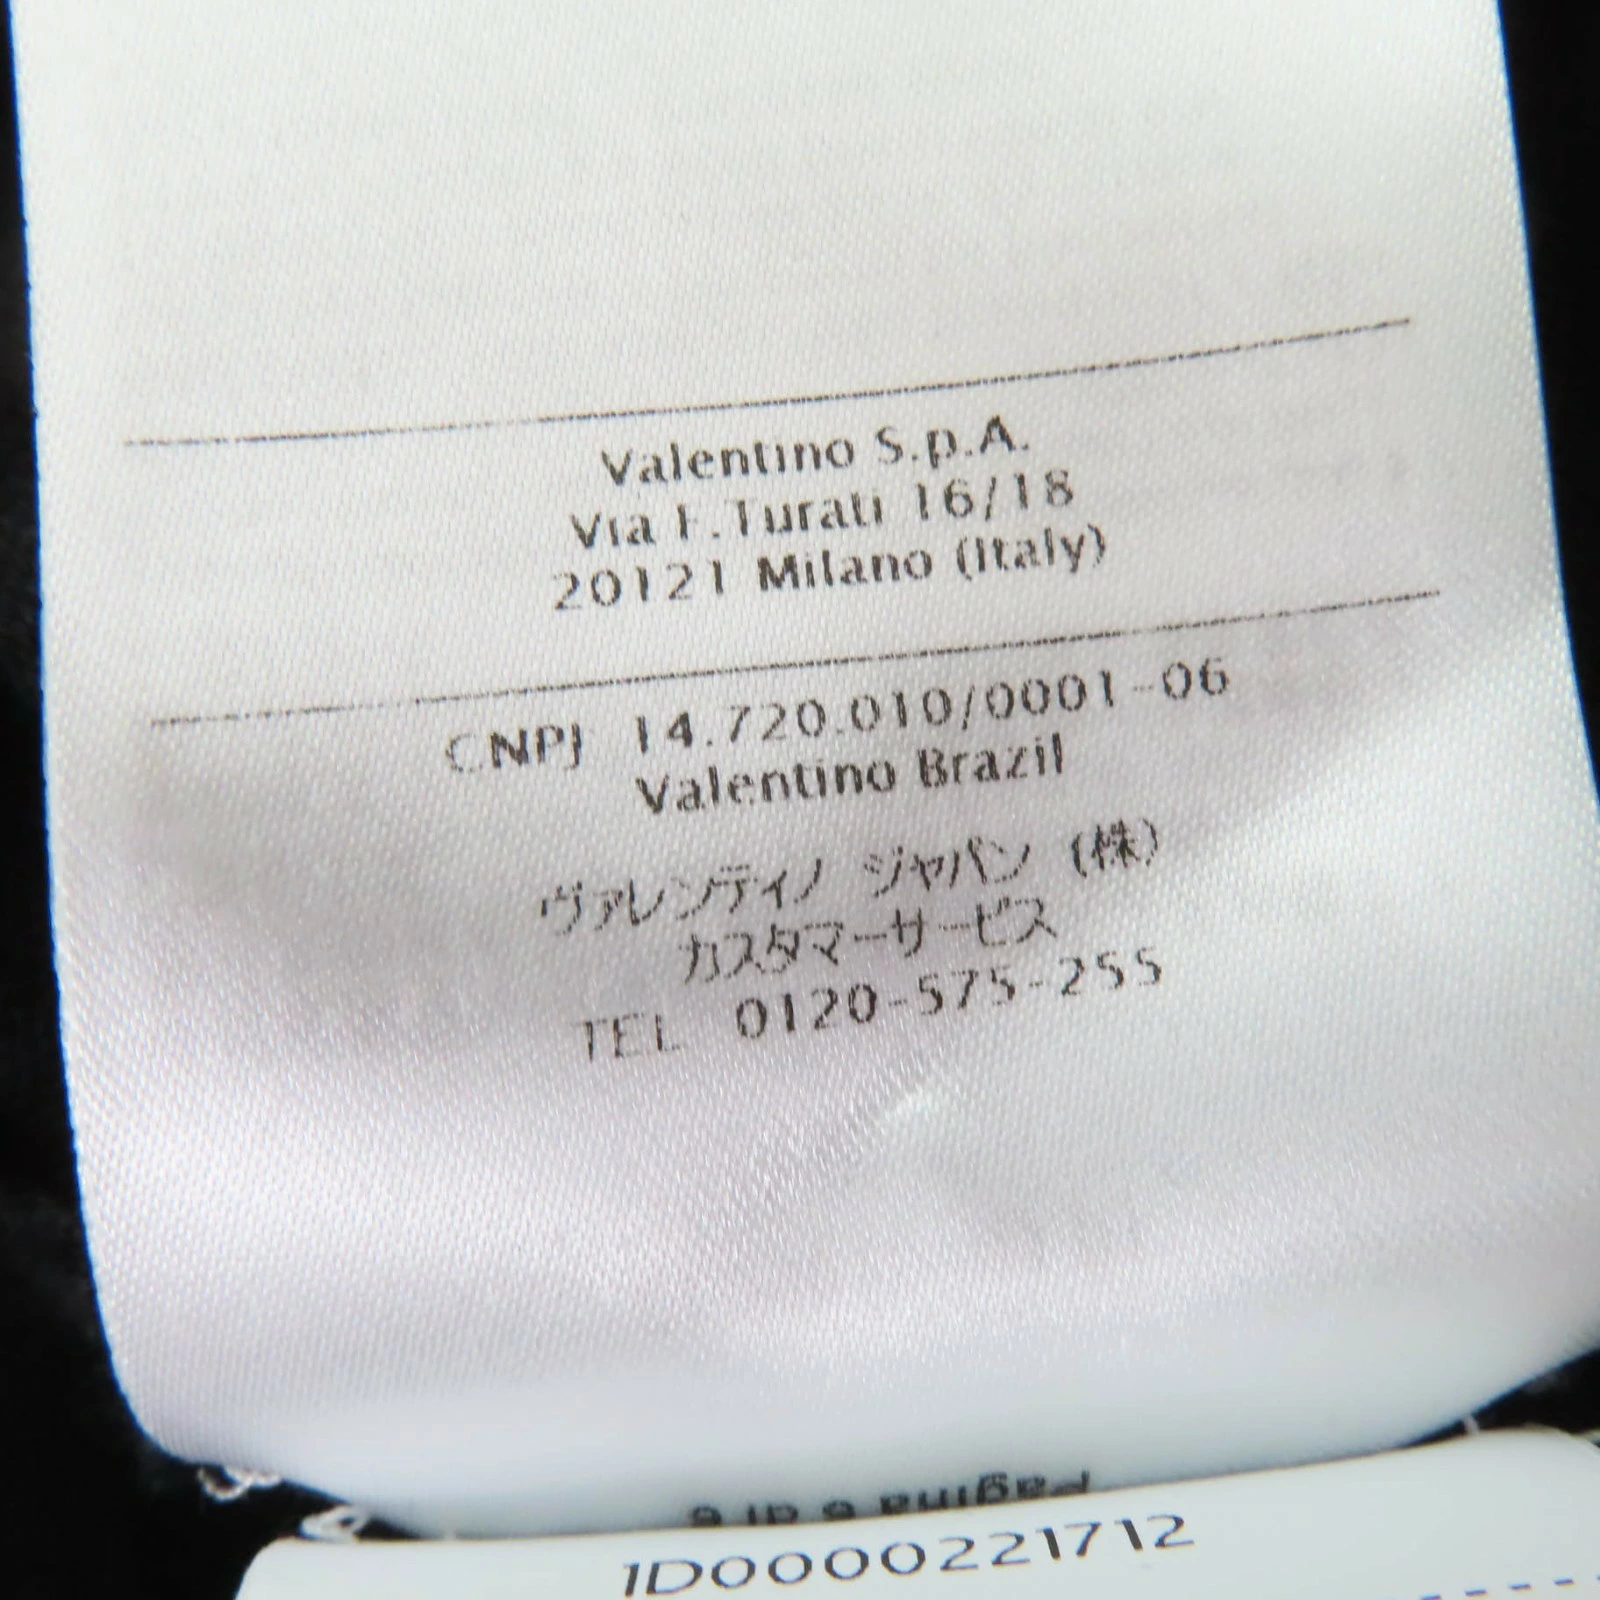 Valentino S.p.A.
Via F.Turati 16/18
20121 Milano (Italy)
CNPJ 14.720.010/0001-06
Valentino Brazil
ヴァレンティノ ジャパン (株)
カスタマーサービス
TEL 0120-575-255
Pagina
1D0000221712